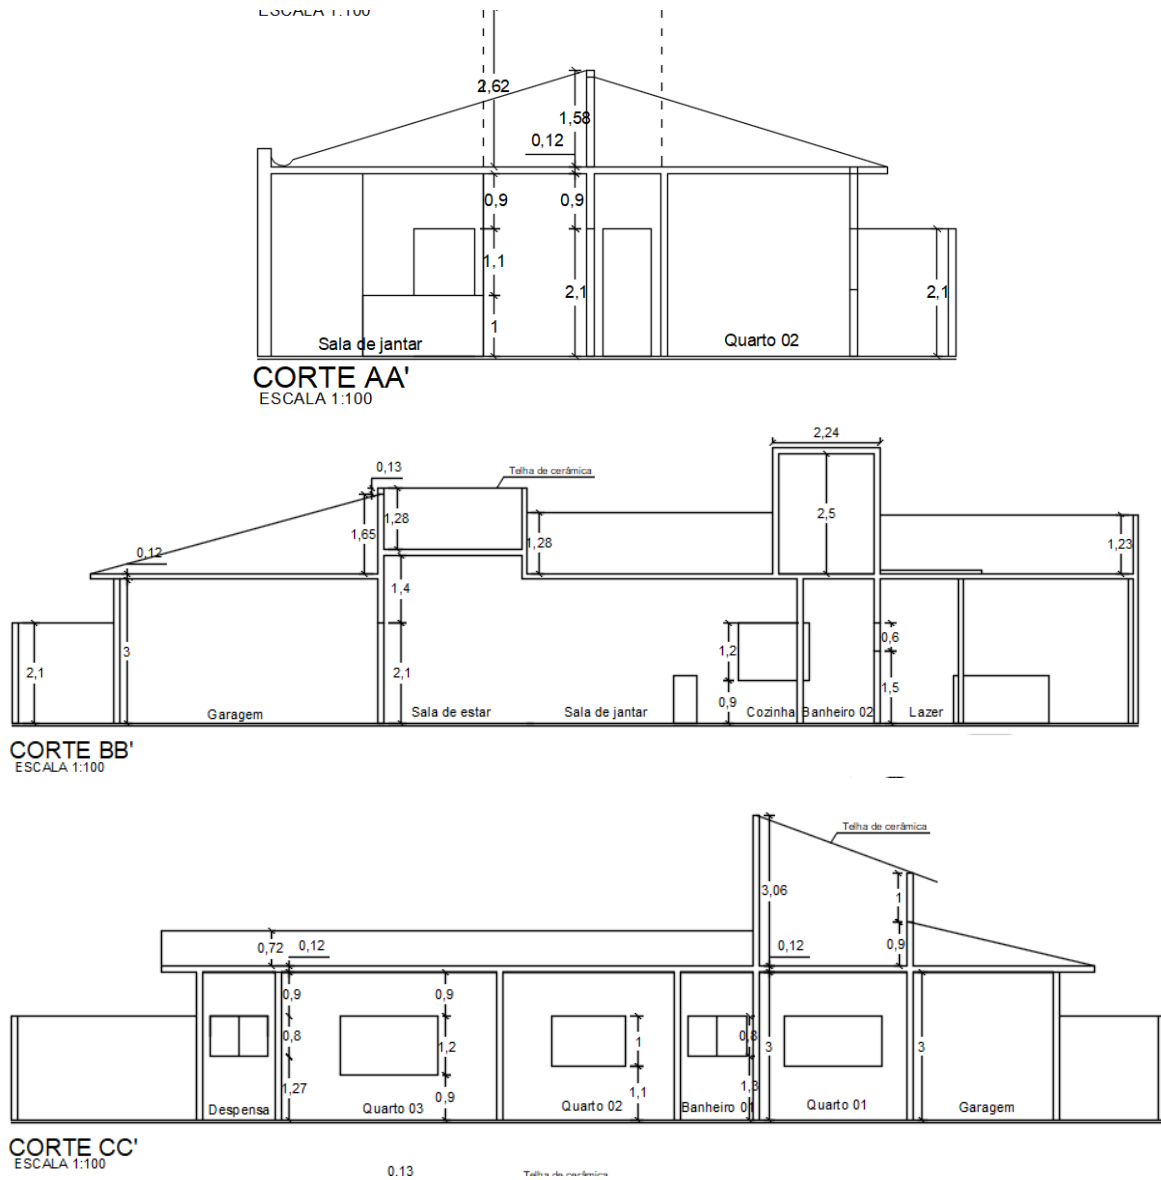 ESCALA 1:100
2,62
1,58
0,12
0,9
0,9
1,1
2,1
2,1
1
Sala de jantar
Quarto 02
CORTE AA'
ESCALA 1:100
2,24
0,13
Telha de cerâmica
1,28
2,5
1,65
1,28
1,23
0,12
1,4
0,6
1,2
2,1
3
2,1
1,5
0,9
Garagem
Sala de estar
Sala de jantar
Cozinha
Banheiro 02
Lazer
CORTE BB'
ESCALA 1:100
Telha de cerâmica
3,06
1
0,72
0,12
0,12
0,9
0,9
0,9
0,8
1,2
1
0,8
3
3
1,27
0,9
1,1
1,3
Despensa
Quarto 03
Quarto 02
Banheiro 01
Quarto 01
Garagem
CORTE CC'
ESCALA 1:100
0,13
Telha de cerâmica